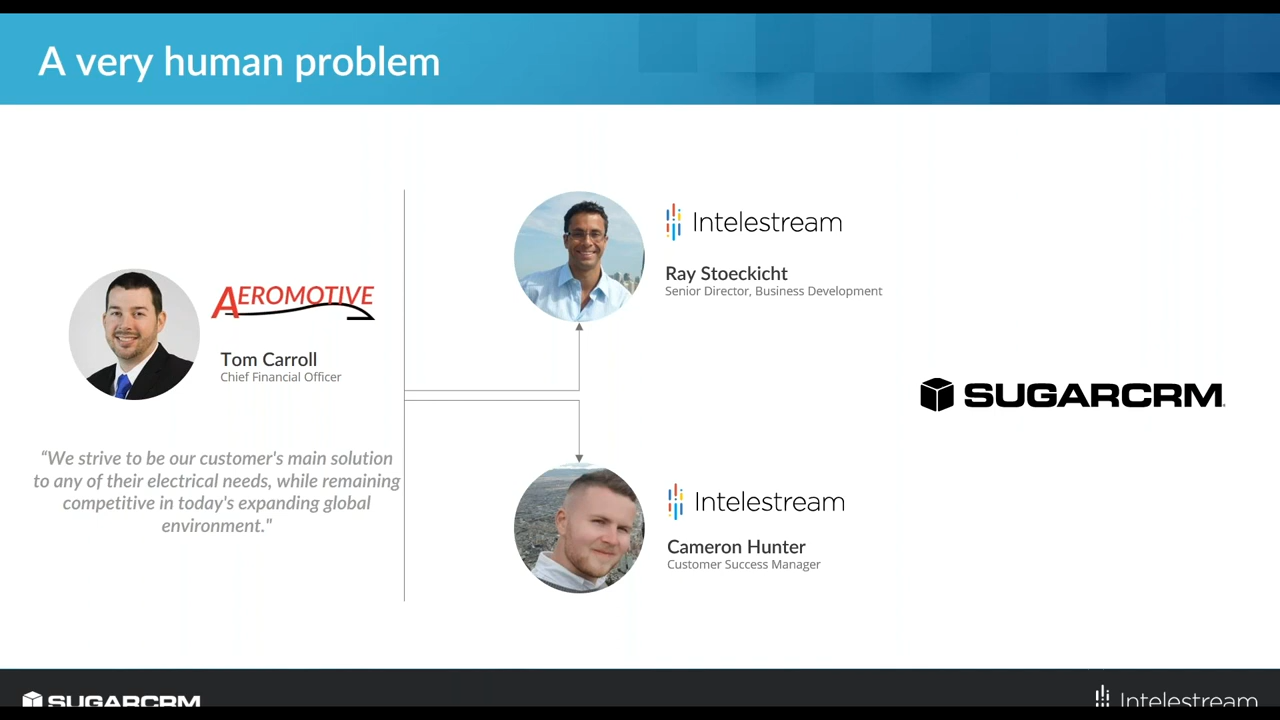 A very human problem
AEROMOTIVE
Tom Carroll
Chief Financial Officer
“We strive to be our customer's main solution
to any of their electrical needs, while remaining
competitive in today's expanding global
environment."
Intelestream
Ray Stoeckicht
Senior Director, Business Development
Intelestream
Cameron Hunter
Customer Success Manager
SUGARCRM
SUGARCRM
Intelestream